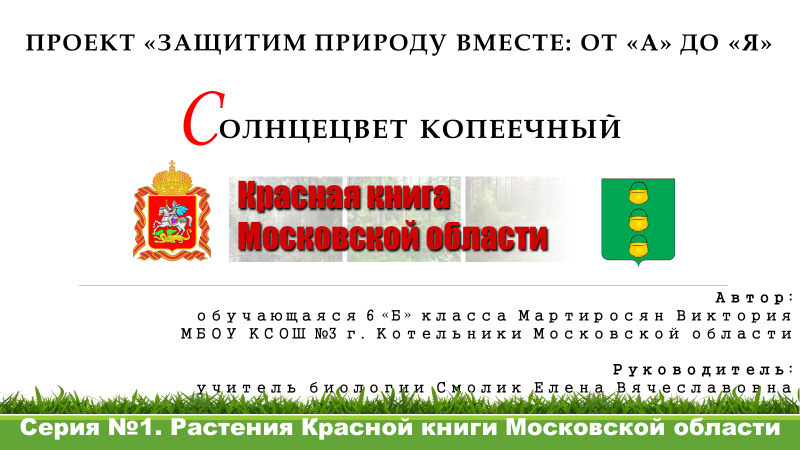 ПРОЕКТ «ЗАЩИТИМ ПРИРОДУ ВМЕСТЕ: ОТ «А» ДО «Я»
СОЛНЦЕЦВЕТ КОПЕЕЧНЫЙ
Красная книга
Московской области
Автор:
обучающаяся 6 «Б» класса Мартиросян Виктория
МБОУ КСОШ №3 г. Котельники Московской области
Руководитель:
учитель биологии Смолик Елена Вячеславовна
Серия №1. Растения Красной книги Московской области